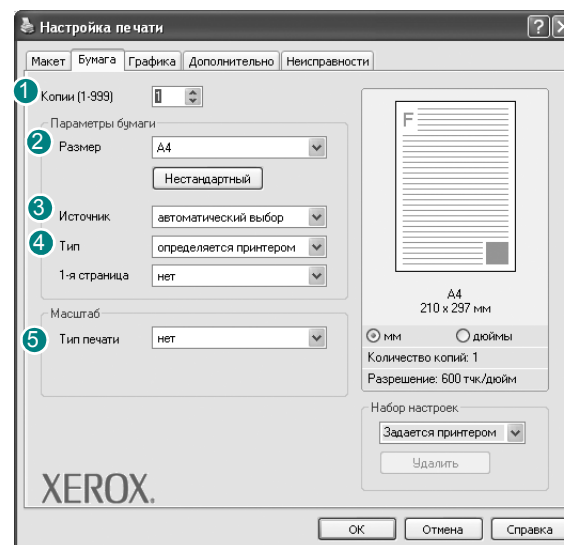 Настройка печати
Макет Бумага Графика Дополнительно Неисправности
1 Копии (1-999) 1
Параметры бумаги
2 Размер A4
Нестандартный
3 Источник автоматический выбор
4 Тип определяется принтером
1-я страница нет
Масштаб
5 Тип печати нет
F
A4
210 x 297 мм
мм дюймы
Количество копий: 1
Разрешение: 600 тчк/дюйм
Набор настроек
Задается принтером
Удалить
XEROX.
OK Отмена Справка